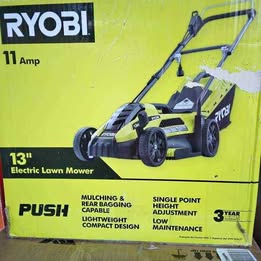 RYOBI
11 Amp
RYOBI
13"
Electric Lawn Mower
PUSH
MULCHING &
REAR BAGGING
CAPABLE
LIGHTWEIGHT
COMPACT DESIGN
SINGLE POINT
HEIGHT
ADJUSTMENT
LOW
MAINTENANCE
3 YEAR